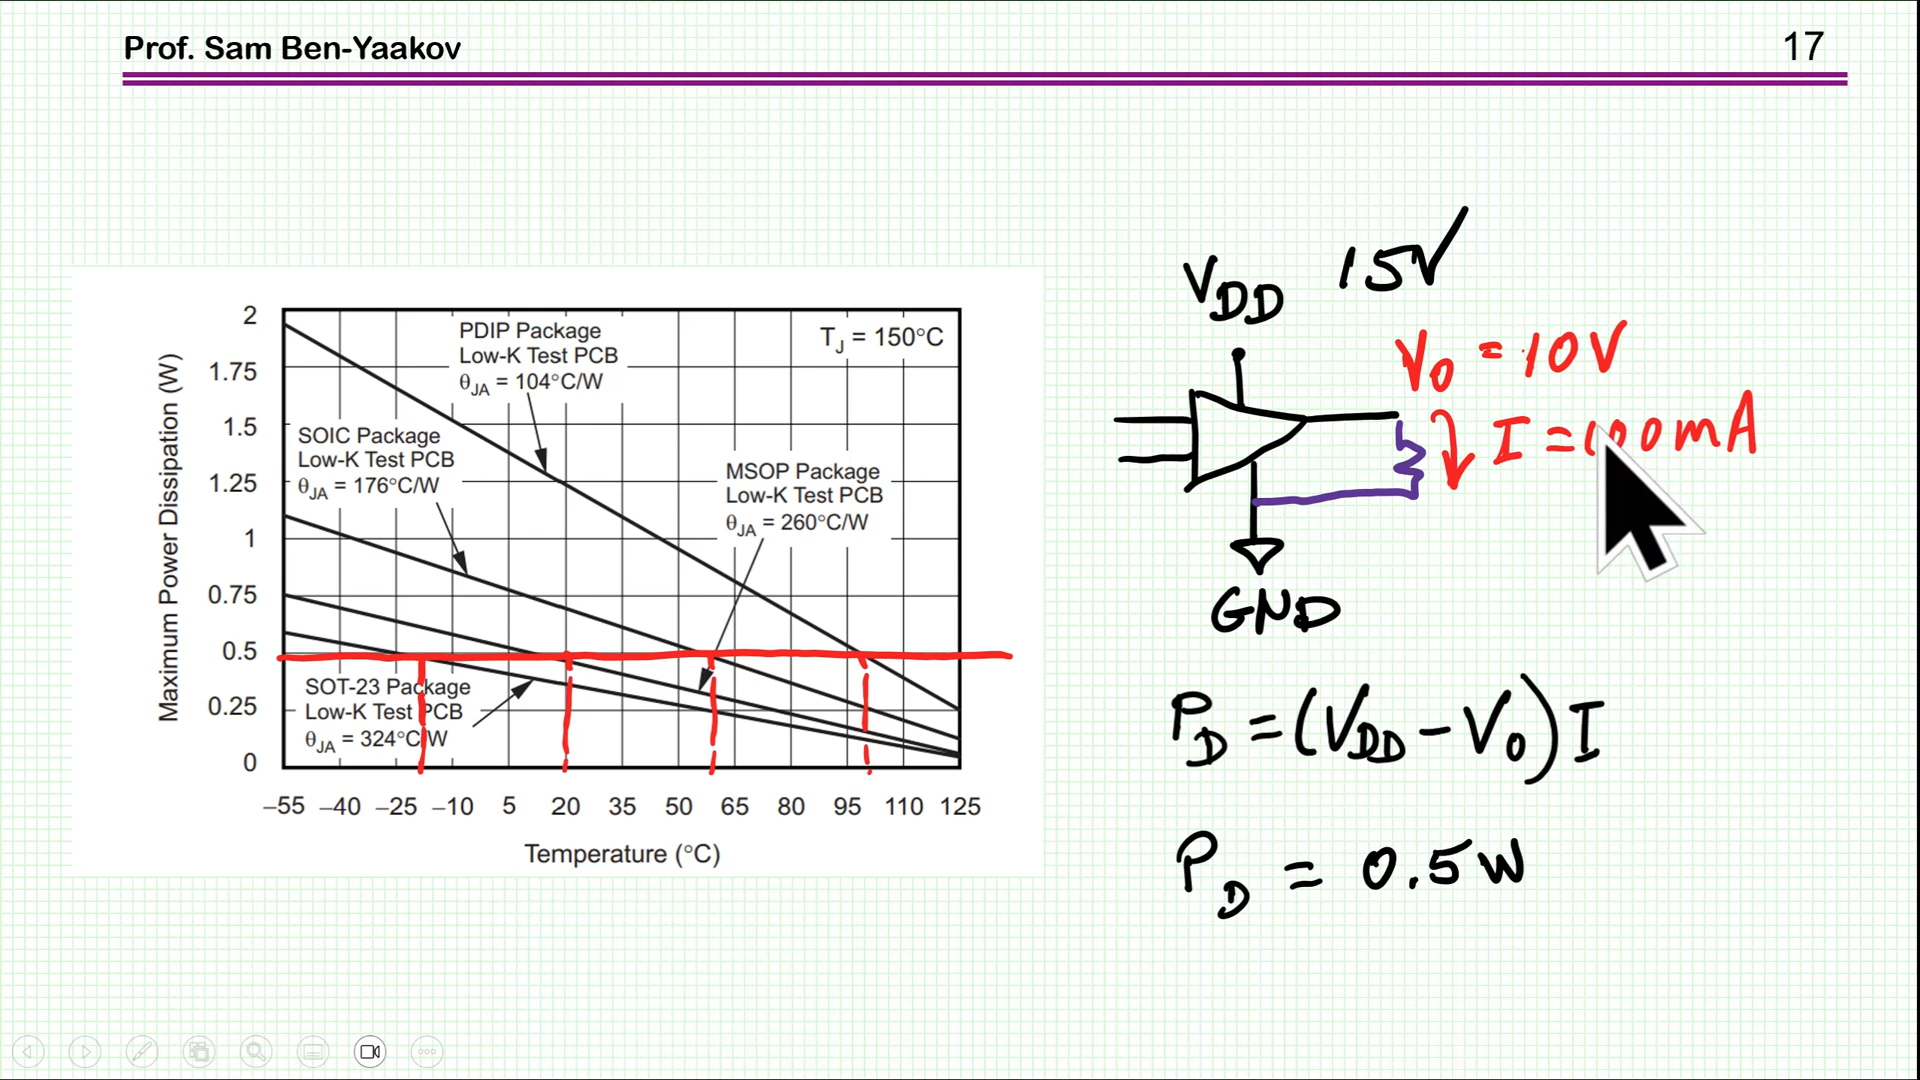 Prof. Sam Ben-Yaakov
17
Maximum Power Dissipation (W)
2
1.75
1.5
1.25
1
0.75
0.5
0.25
0
PDIP Package
Low-K Test PCB
θJA = 104°C/W
TJ = 150°C
SOIC Package
Low-K Test PCB
θJA = 176°C/W
MSOP Package
Low-K Test PCB
θJA = 260°C/W
SOT-23 Package
Low-K Test PCB
θJA = 324°C/W
–55 –40 –25 –10 5 20 35 50 65 80 95 110 125
Temperature (°C)
VDD 15V
Vo = 10V
I = 100mA
GND
PD = (VDD - Vo) I
PD = 0.5W